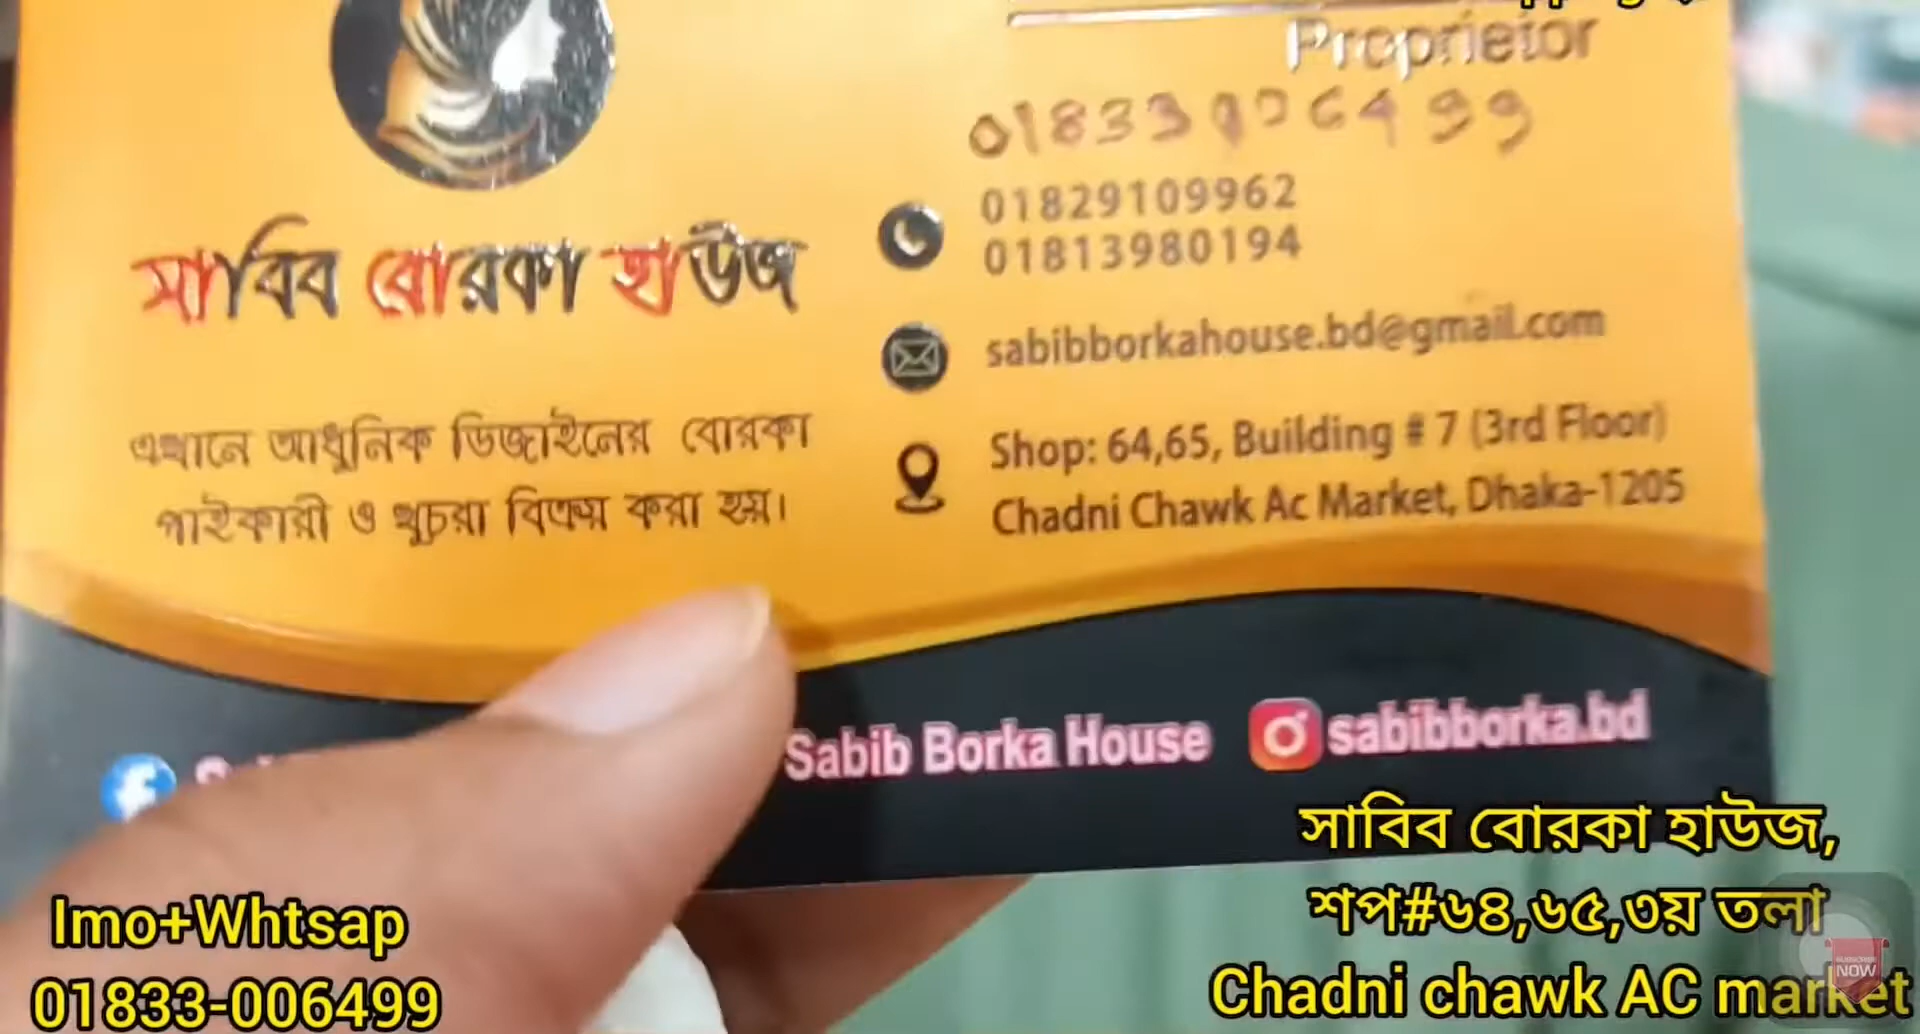 Proprietor
01833006499
01829109962
01813980194
সাবিব বোরকা হাউজ
sabibborkahouse.bd@gmail.com
এখানে আধুনিক ডিজাইনের বোরকা
পাইকারী ও খুচরা বিক্রয় করা হয়।
Shop: 64,65, Building # 7 (3rd Floor)
Chadni Chawk Ac Market, Dhaka-1205
Sabib Borka House
sabibborka.bd
সাবিব বোরকা হাউজ,
শপ#৬৪,৬৫,৩য় তলা
Chadni chawk AC market
Imo+Whtsap
01833-006499
SUBSCRIBE
NOW